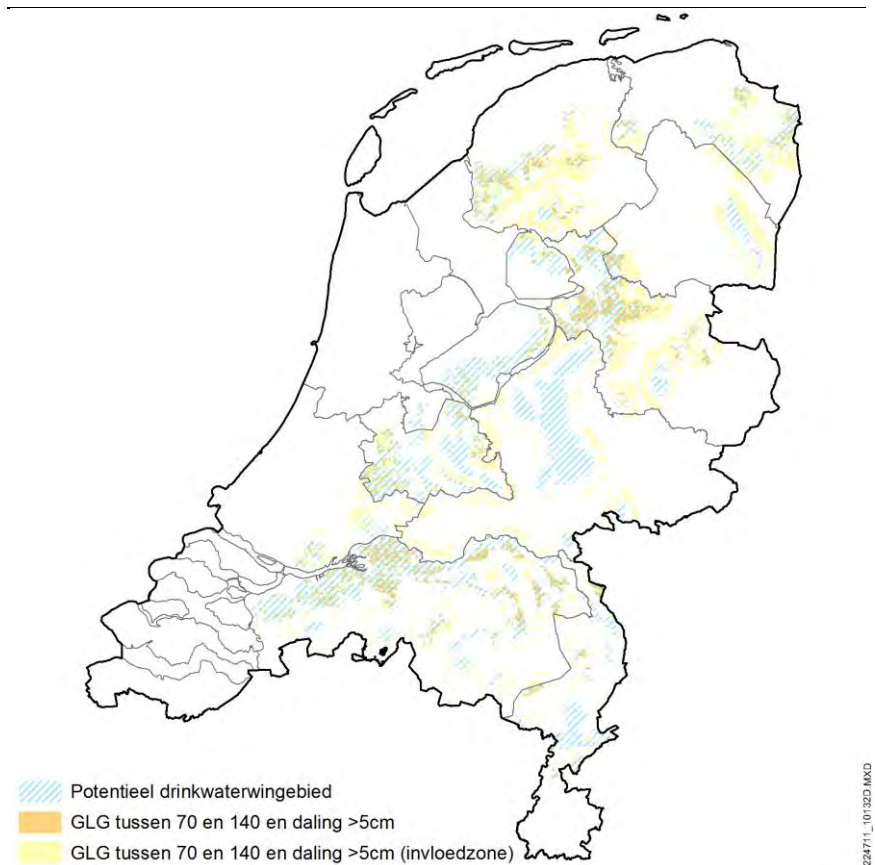 Potentieel drinkwaterwingebied
GLG tussen 70 en 140 en daling >5cm
GLG tussen 70 en 140 en daling >5cm (invloedzone)
224711_10132D.MXD